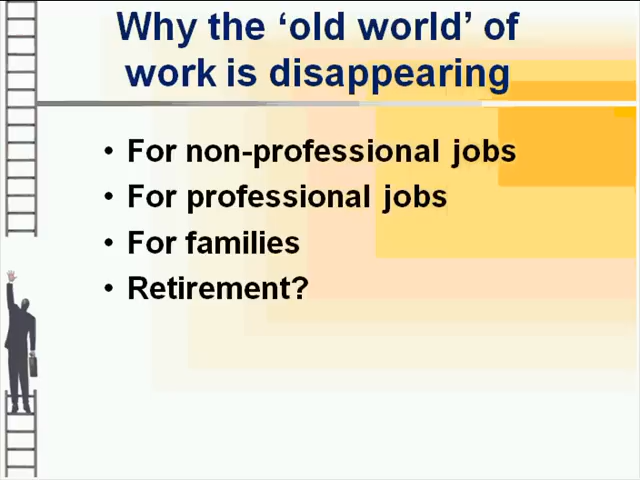 Why the ‘old world’ of
work is disappearing
• For non-professional jobs
• For professional jobs
• For families
• Retirement?